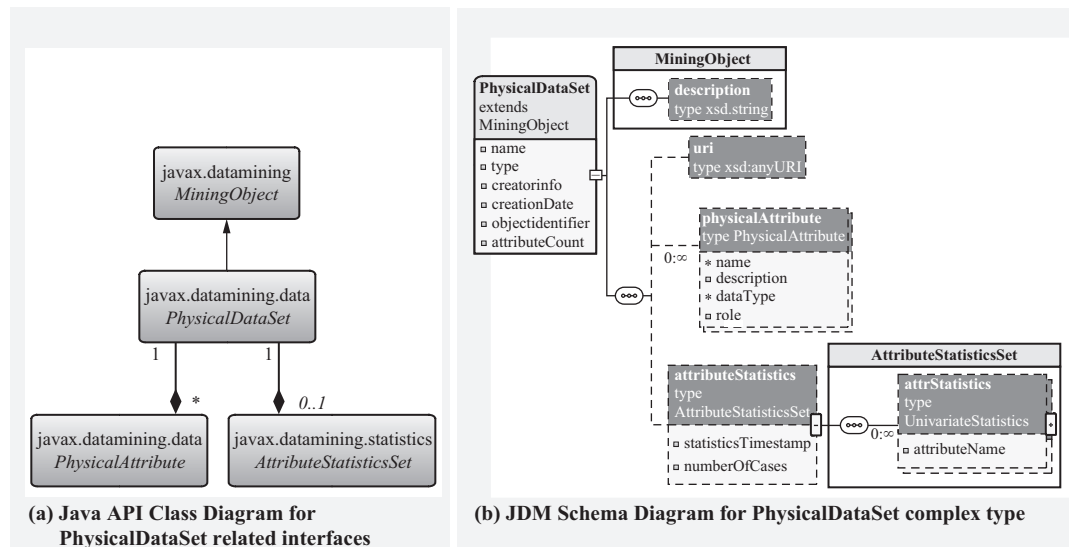 javax.datamining
MiningObject
javax.datamining.data
PhysicalDataSet
1
1
*
0..1
javax.datamining.data
PhysicalAttribute
javax.datamining.statistics
AttributeStatisticsSet
(a) Java API Class Diagram for
PhysicalDataSet related interfaces
PhysicalDataSet
extends
MiningObject
name
type
creatorinfo
creationDate
objectidentifier
attributeCount
MiningObject
description
type xsd.string
uri
type xsd:anyURI
physicalAttribute
type PhysicalAttribute
0:∞
* name
description
* dataType
role
attributeStatistics
type
AttributeStatisticsSet
statisticsTimestamp
numberOfCases
AttributeStatisticsSet
attrStatistics
type
UnivariateStatistics
0:∞
attributeName
(b) JDM Schema Diagram for PhysicalDataSet complex type